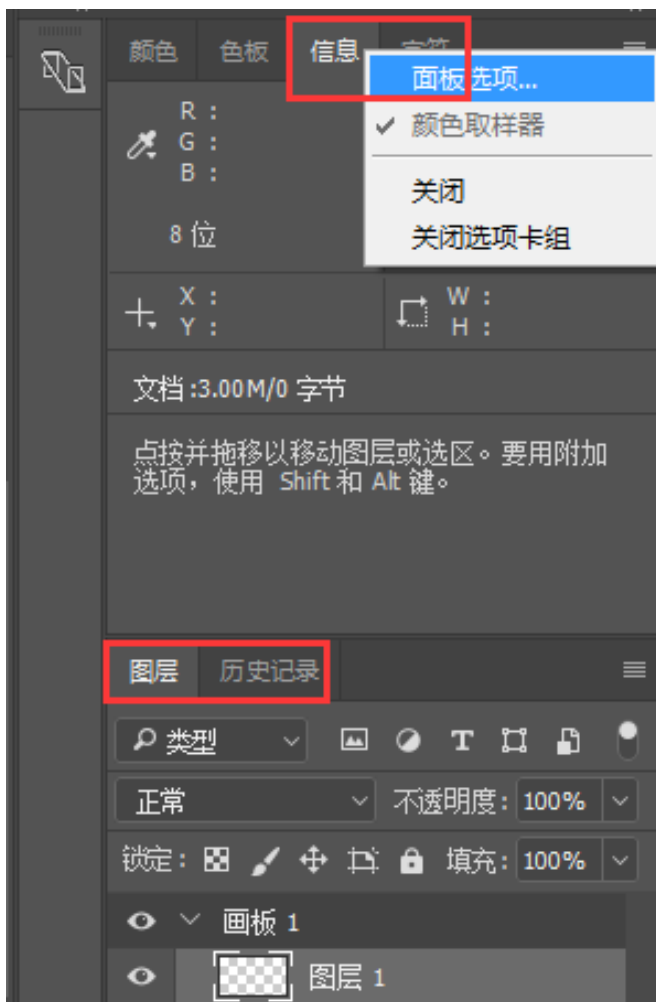 颜色 色板 信息 字符
面板选项...
颜色取样器
关闭
关闭选项卡组
R :
G :
B :
8 位
X :
Y :
W :
H :
文档 :3.00M/0 字节
点按并拖移以移动图层或选区。要用附加
选项，使用 Shift 和 Alt 键。
图层 历史记录
类型 T
正常 不透明度: 100%
锁定: 填充: 100%
画板 1
图层 1